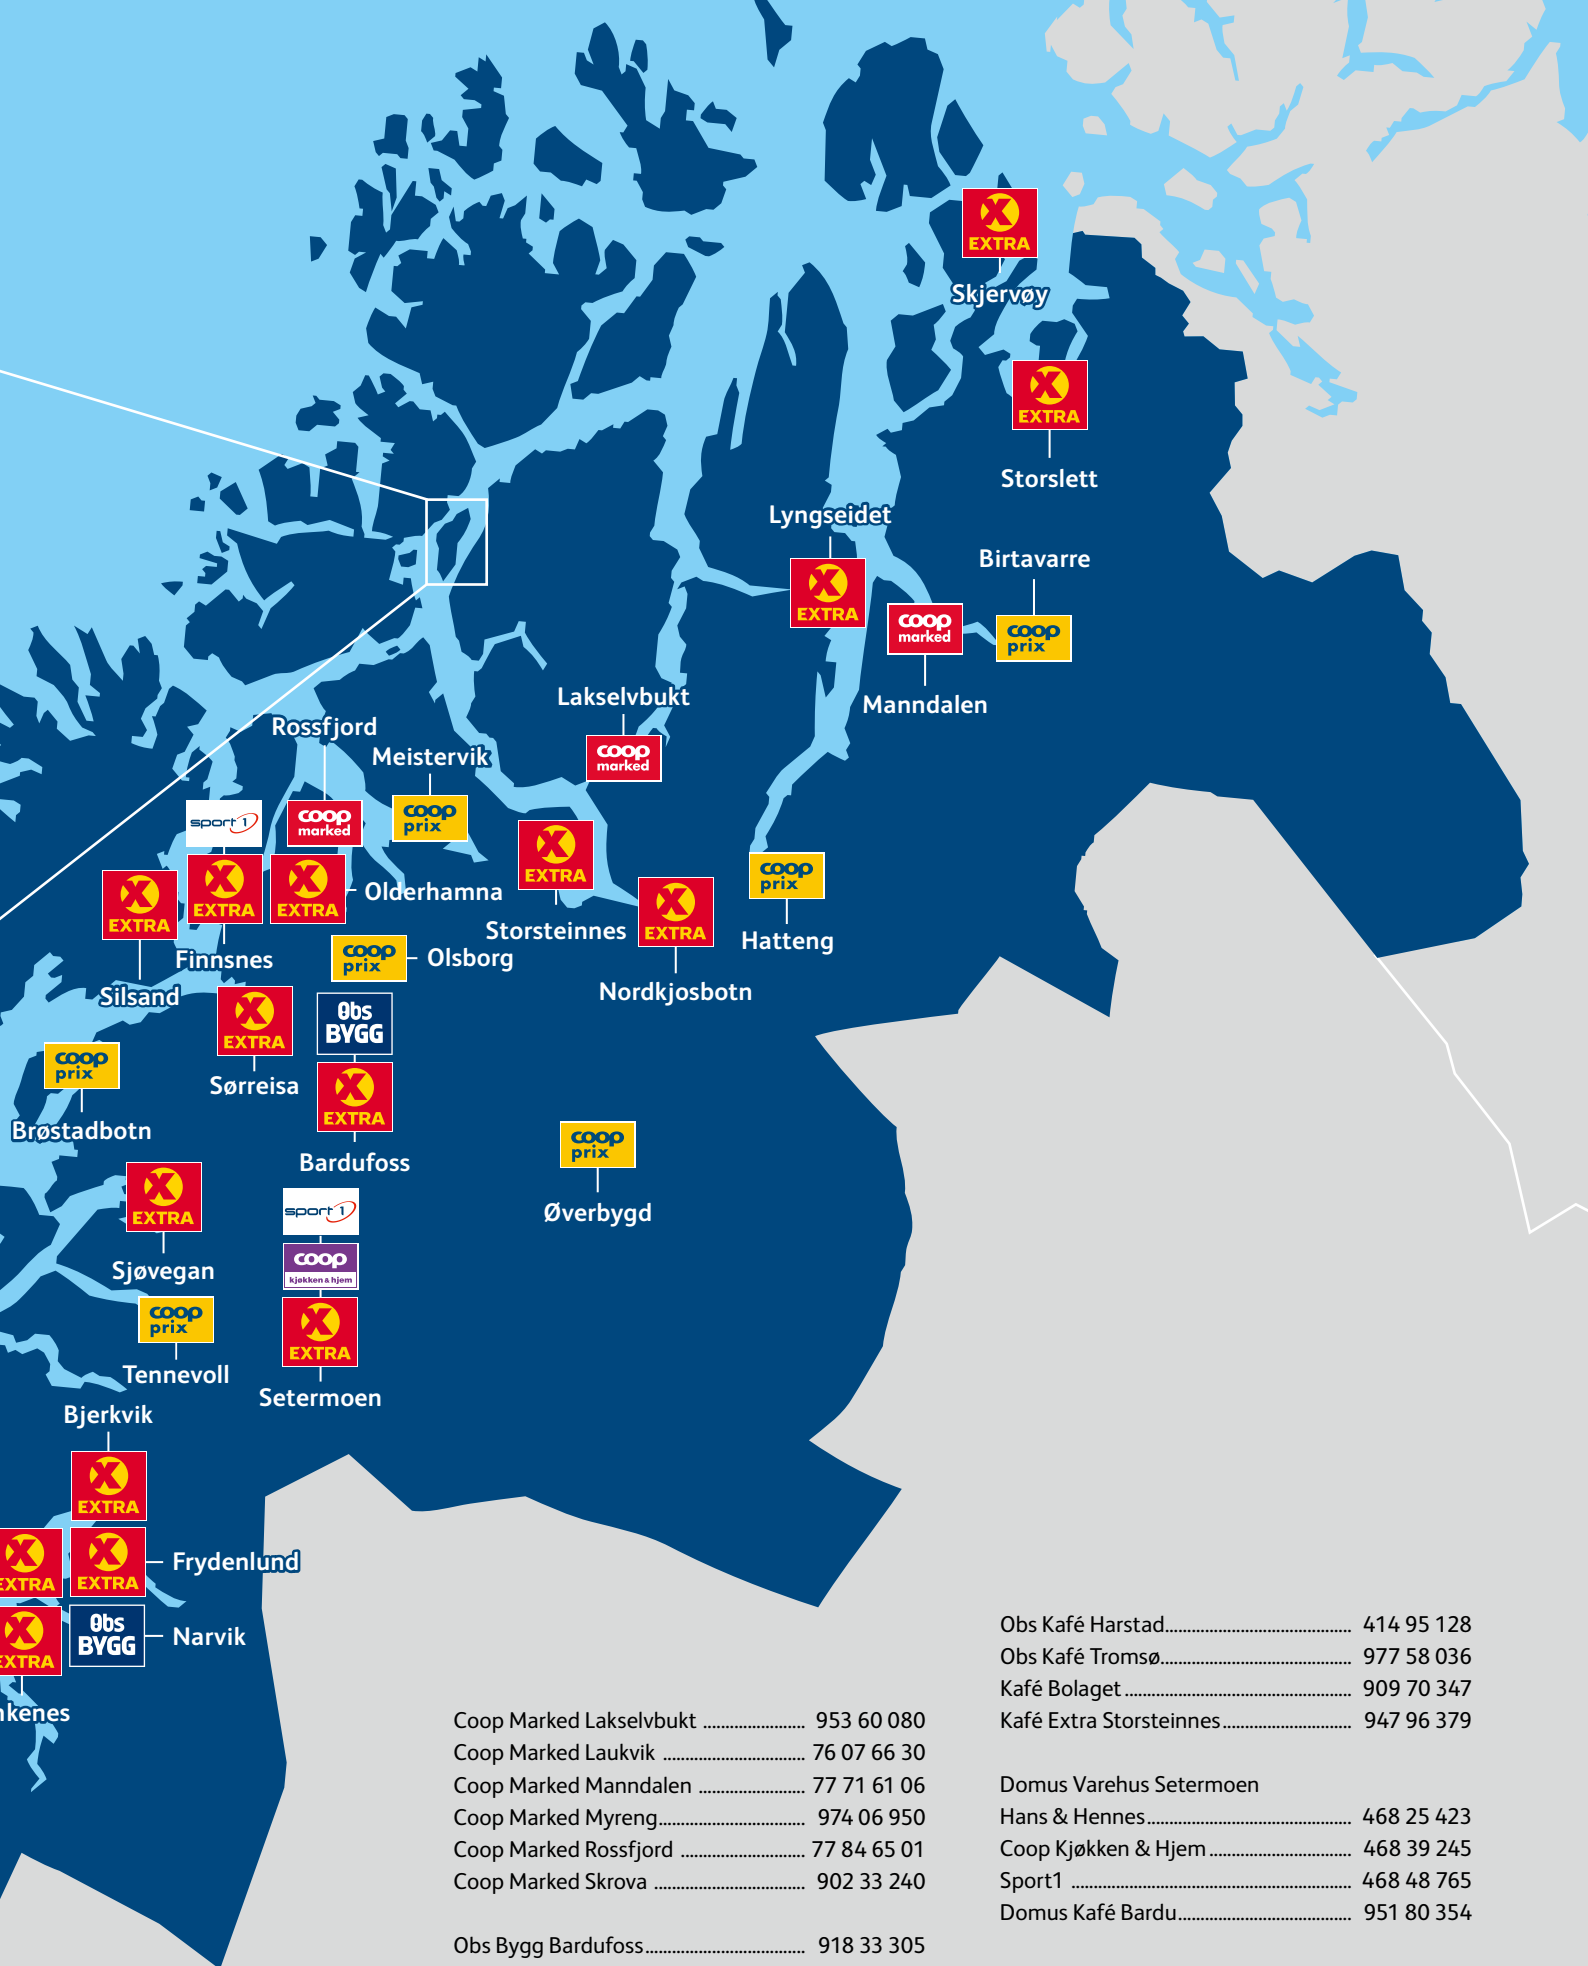 X
EXTRA
Skjervøy
X
EXTRA
Storslett
Lyngseidet
X
EXTRA
Birtavarre
coop
prix
coop
marked
Manndalen
Lakselvbukt
coop
marked
Rossfjord
coop
marked
Meistervik
coop
prix
sport 1
X
EXTRA
Finnsnes
X
EXTRA
Olderhamna
X
EXTRA
Silsand
X
EXTRA
Storsteinnes
X
EXTRA
Nordkjosbotn
coop
prix
Hatteng
coop
prix
Olsborg
X
EXTRA
Sørreisa
Obs
BYGG
X
EXTRA
Bardufoss
coop
prix
Brøstadbotn
coop
prix
Øverbygd
X
EXTRA
Sjøvegan
sport 1
coop
kjøkken & hjem
X
EXTRA
Setermoen
coop
prix
Tennevoll
Bjerkvik
X
EXTRA
X
EXTRA
X
EXTRA
Frydenlund
X
EXTRA
Obs
BYGG
Narvik
nkenes
Coop Marked Lakselvbukt ...................... 953 60 080
Coop Marked Laukvik .............................. 76 07 66 30
Coop Marked Manndalen ....................... 77 71 61 06
Coop Marked Myreng............................... 974 06 950
Coop Marked Rossfjord ........................... 77 84 65 01
Coop Marked Skrova ................................ 902 33 240
Obs Bygg Bardufoss.................................. 918 33 305
Obs Kafé Harstad........................................ 414 95 128
Obs Kafé Tromsø......................................... 977 58 036
Kafé Bolaget ................................................. 909 70 347
Kafé Extra Storsteinnes............................ 947 96 379
Domus Varehus Setermoen
Hans & Hennes............................................ 468 25 423
Coop Kjøkken & Hjem............................... 468 39 245
Sport1 ............................................................ 468 48 765
Domus Kafé Bardu..................................... 951 80 354